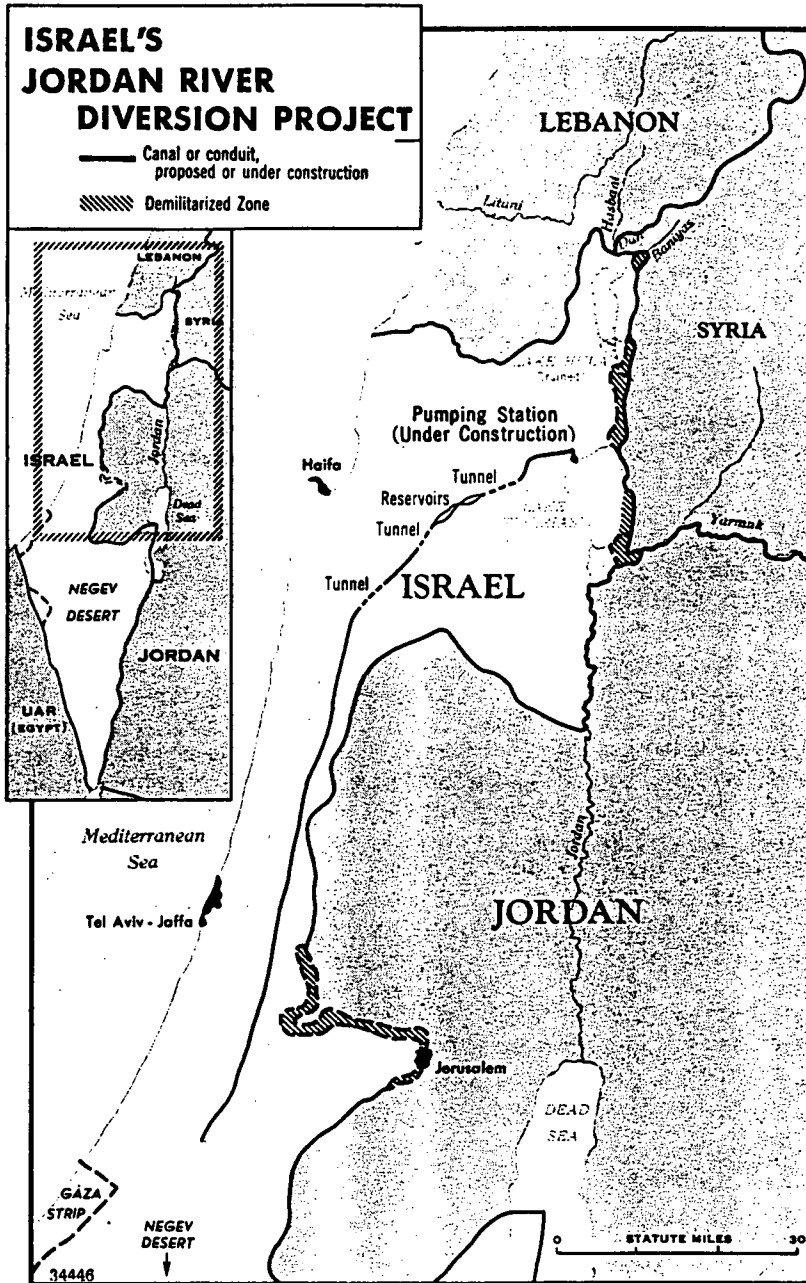 ISRAEL'S
JORDAN RIVER
DIVERSION PROJECT
Canal or conduit,
proposed or under construction
Demilitarized Zone
LEBANON
Mediterranean
Sea
SYRIA
ISRAEL
Jordan
Dead
Sea
NEGEV
DESERT
JORDAN
UAR
(EGYPT)
LEBANON
Litani
Hasbani
Dan
Baniyas
SYRIA
Pumping Station
(Under Construction)
Haifa
Tunnel
Reservoirs
Tunnel
LAKE
Tunnel
ISRAEL
Yarmuk
Mediterranean
Sea
Jordan
Tel Aviv-Jaffa
JORDAN
Jerusalem
DEAD
SEA
GAZA
STRIP
NEGEV
DESERT
0 STATUTE MILES 30
34446